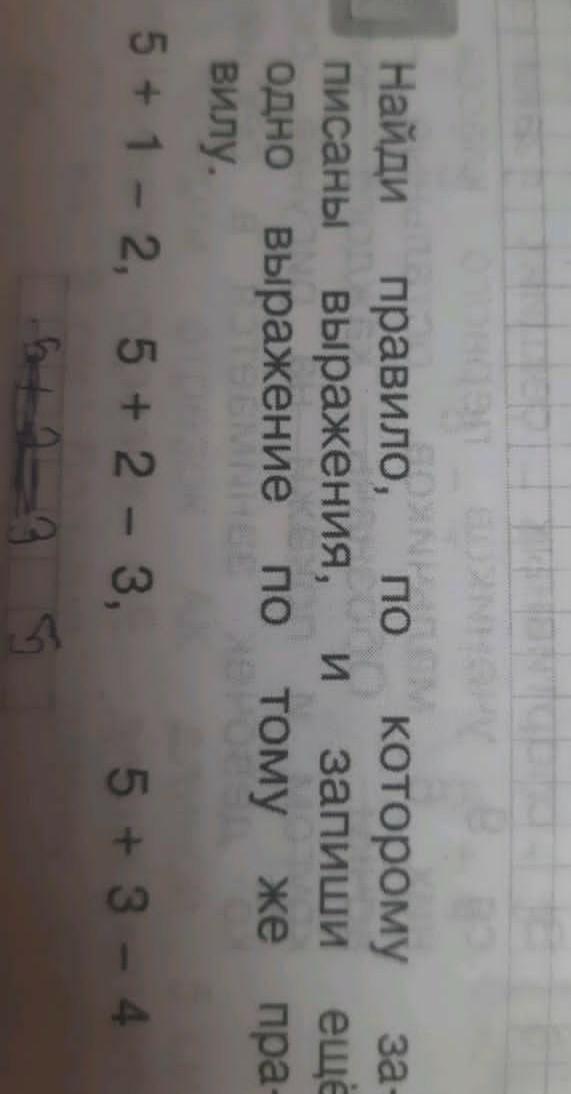 Найди правило, по которому за-
писаны выражения, и запиши ещё
одно выражение по тому же пра-
вилу.
5 + 1 − 2, 5 + 2 − 3, 5 + 3 − 4